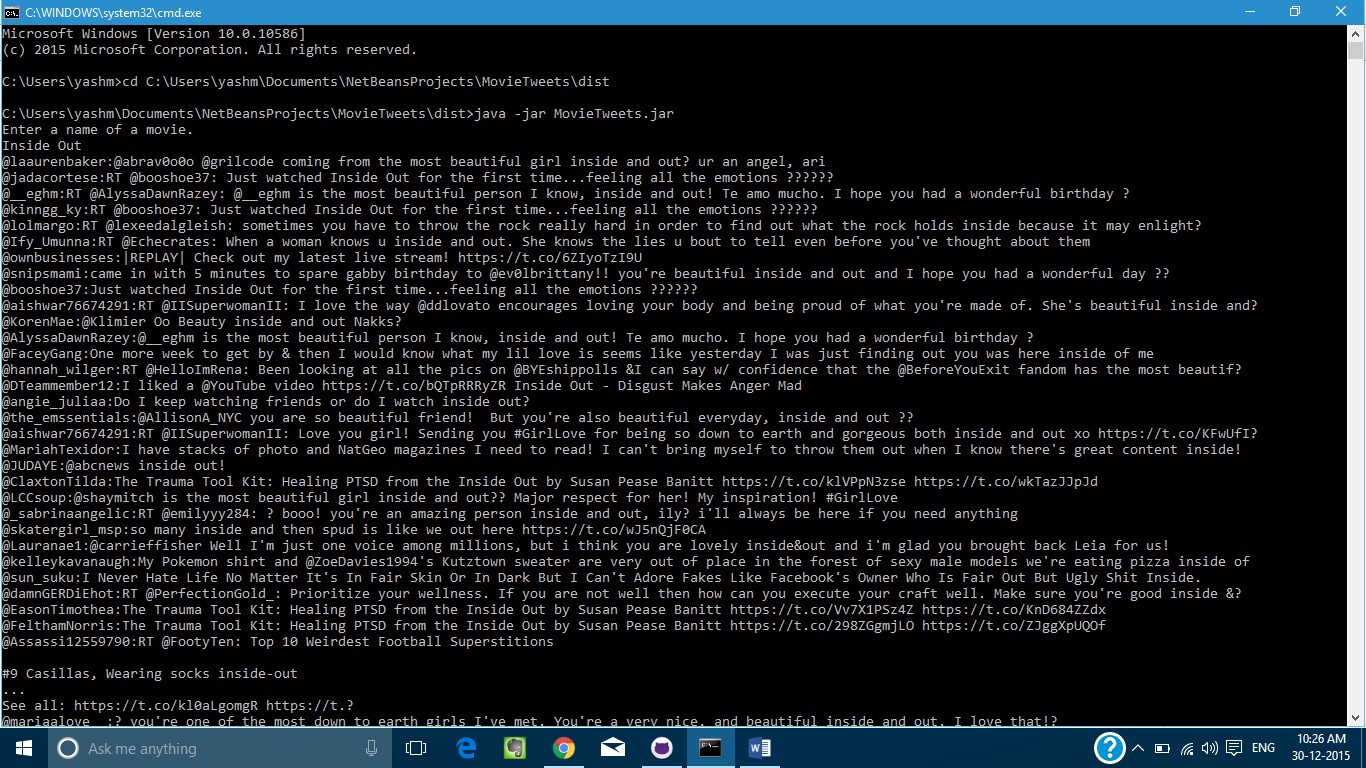 C:\WINDOWS\system32\cmd.exe
Microsoft Windows [Version 10.0.10586]
(c) 2015 Microsoft Corporation. All rights reserved.
C:\Users\yashm>cd C:\Users\yashm\Documents\NetBeansProjects\MovieTweets\dist
C:\Users\yashm\Documents\NetBeansProjects\MovieTweets\dist>java -jar MovieTweets.jar
Enter a name of a movie.
Inside Out
@laaurenbaker:@abrav0o0o @grilcode coming from the most beautiful girl inside and out? ur an angel, ari
@jadacortese:RT @booshoe37: Just watched Inside Out for the first time...feeling all the emotions ??????
@__eghm:RT @AlyssaDawnRazey: @__eghm is the most beautiful person I know, inside and out! Te amo mucho. I hope you had a wonderful birthday ?
@kinngg_ky:RT @booshoe37: Just watched Inside Out for the first time...feeling all the emotions ??????
@lolmargo:RT @lexeedalgleish: sometimes you have to throw the rock really hard in order to find out what the rock holds inside because it may enlight?
@Ify_Umunna:RT @Echecrates: When a woman knows u inside and out. She knows the lies u bout to tell even before you've thought about them
@ownbusinesses:|REPLAY| Check out my latest live stream! https://t.co/6ZIyoTzI9U
@snipsmami:came in with 5 minutes to spare gabby birthday to @ev0lbrittany!! you're beautiful inside and out and I hope you had a wonderful day ??
@booshoe37:Just watched Inside Out for the first time...feeling all the emotions ??????
@aishwar76674291:RT @IISuperwomanII: I love the way @ddlovato encourages loving your body and being proud of what you're made of. She's beautiful inside and?
@KorenMae:@Klimier Oo Beauty inside and out Nakks?
@AlyssaDawnRazey:@__eghm is the most beautiful person I know, inside and out! Te amo mucho. I hope you had a wonderful birthday ?
@FaceyGang:One more week to get by & then I would know what my lil love is seems like yesterday I was just finding out you was here inside of me
@hannah_wilger:RT @HelloImRena: Been looking at all the pics on @BYEshippolls &I can say w/ confidence that the @BeforeYouExit fandom has the most beautif?
@DTeammember12:I liked a @YouTube video https://t.co/bQTpRRRyZR Inside Out - Disgust Makes Anger Mad
@angie_juliaa:Do I keep watching friends or do I watch inside out?
@the_emssentials:@AllisonA_NYC you are so beautiful friend!  But you're also beautiful everyday, inside and out ??
@aishwar76674291:RT @IISuperwomanII: Love you girl! Sending you #GirlLove for being so down to earth and gorgeous both inside and out xo https://t.co/KFwUfI?
@MariahTexidor:I have stacks of photo and NatGeo magazines I need to read! I can't bring myself to throw them out when I know there's great content inside!
@JUDAYE:@abcnews inside out!
@ClaxtonTilda:The Trauma Tool Kit: Healing PTSD from the Inside Out by Susan Pease Banitt https://t.co/klVPpN3zse https://t.co/wkTazJJpJd
@LCCsoup:@shaymitch is the most beautiful girl inside and out?? Major respect for her! My inspiration! #GirlLove
@_sabrinaangelic:RT @emilyyy284: ? booo! you're an amazing person inside and out, ily? i'll always be here if you need anything
@skatergirl_msp:so many inside and then spud is like we out here https://t.co/wJ5nQjF0CA
@Lauranae1:@carrieffisher Well I'm just one voice among millions, but i think you are lovely inside&out and i'm glad you brought back Leia for us!
@kelleykavanaugh:My Pokemon shirt and @ZoeDavies1994's Kutztown sweater are very out of place in the forest of sexy male models we're eating pizza inside of
@sun_suku:I Never Hate Life No Matter It's In Fair Skin Or In Dark But I Can't Adore Fakes Like Facebook's Owner Who Is Fair Out But Ugly Shit Inside.
@damnGERDiEhot:RT @PerfectionGold_: Prioritize your wellness. If you are not well then how can you execute your craft well. Make sure you're good inside &?
@EasonTimothea:The Trauma Tool Kit: Healing PTSD from the Inside Out by Susan Pease Banitt https://t.co/Vv7X1PSz4Z https://t.co/KnD684ZZdx
@FelthamNorris:The Trauma Tool Kit: Healing PTSD from the Inside Out by Susan Pease Banitt https://t.co/298ZGgmjLO https://t.co/ZJggXpUQOf
@Assassi12559790:RT @FootyTen: Top 10 Weirdest Football Superstitions
#9 Casillas, Wearing socks inside-out
...
See all: https://t.co/kl0aLgomgR https://t.?
@mariaalove__:? you're one of the most down to earth girls I've met. You're a very nice, and beautiful inside and out. I love that!?
Ask me anything
ENG
10:26 AM
30-12-2015